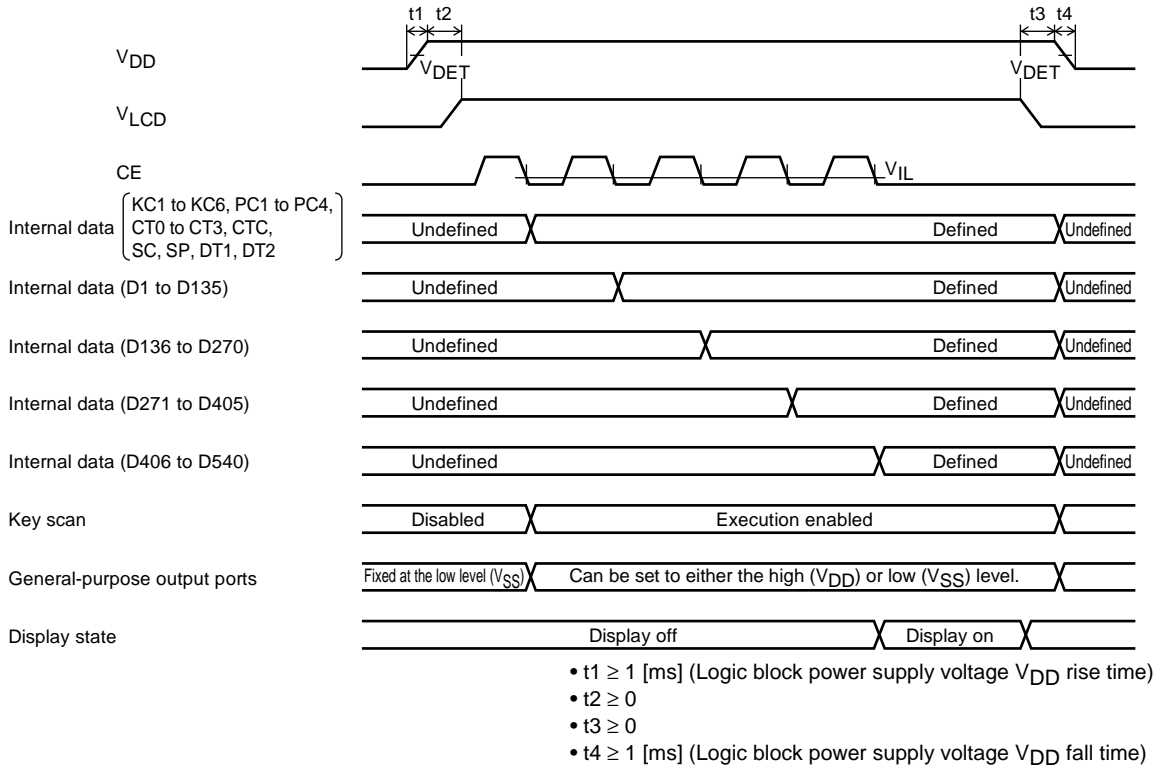 t1 t2 t3 t4
VDD
VDET VDET
VLCD
CE
VIL
Internal data KC1 to KC6, PC1 to PC4,
CT0 to CT3, CTC,
SC, SP, DT1, DT2
Undefined Defined Undefined
Internal data (D1 to D135) Undefined Defined Undefined
Internal data (D136 to D270) Undefined Defined Undefined
Internal data (D271 to D405) Undefined Defined Undefined
Internal data (D406 to D540) Undefined Defined Undefined
Key scan Disabled Execution enabled
General-purpose output ports Fixed at the low level (VSS) Can be set to either the high (VDD) or low (VSS) level.
Display state Display off Display on
• t1 ≥ 1 [ms] (Logic block power supply voltage VDD rise time)
• t2 ≥ 0
• t3 ≥ 0
• t4 ≥ 1 [ms] (Logic block power supply voltage VDD fall time)